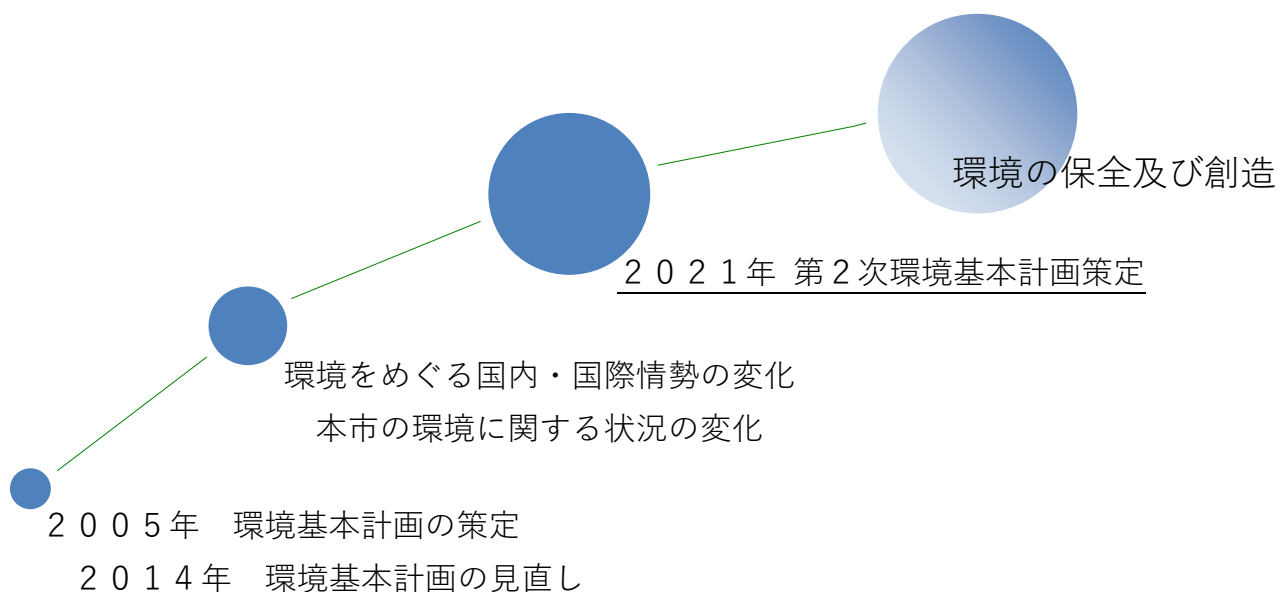 環境の保全及び創造
２０２１年 第２次環境基本計画策定
環境をめぐる国内・国際情勢の変化
本市の環境に関する状況の変化
２００５年　環境基本計画の策定
２０１４年　環境基本計画の見直し